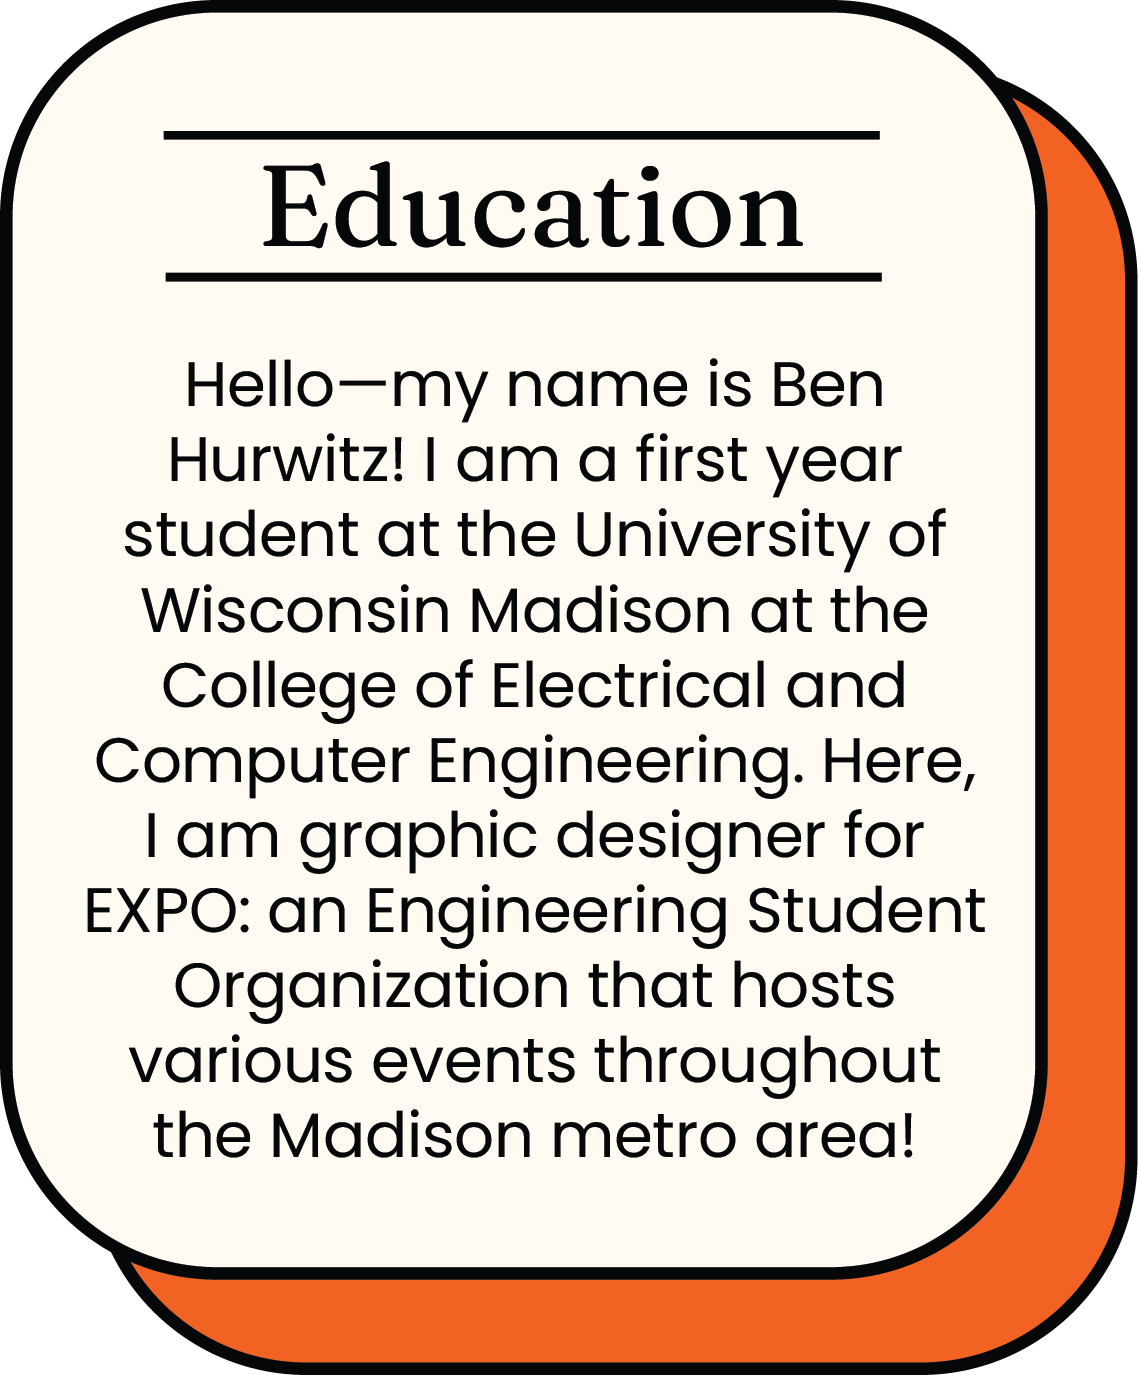 Education
Hello—my name is Ben
Hurwitz! I am a first year
student at the University of
Wisconsin Madison at the
College of Electrical and
Computer Engineering. Here,
I am graphic designer for
EXPO: an Engineering Student
Organization that hosts
various events throughout
the Madison metro area!